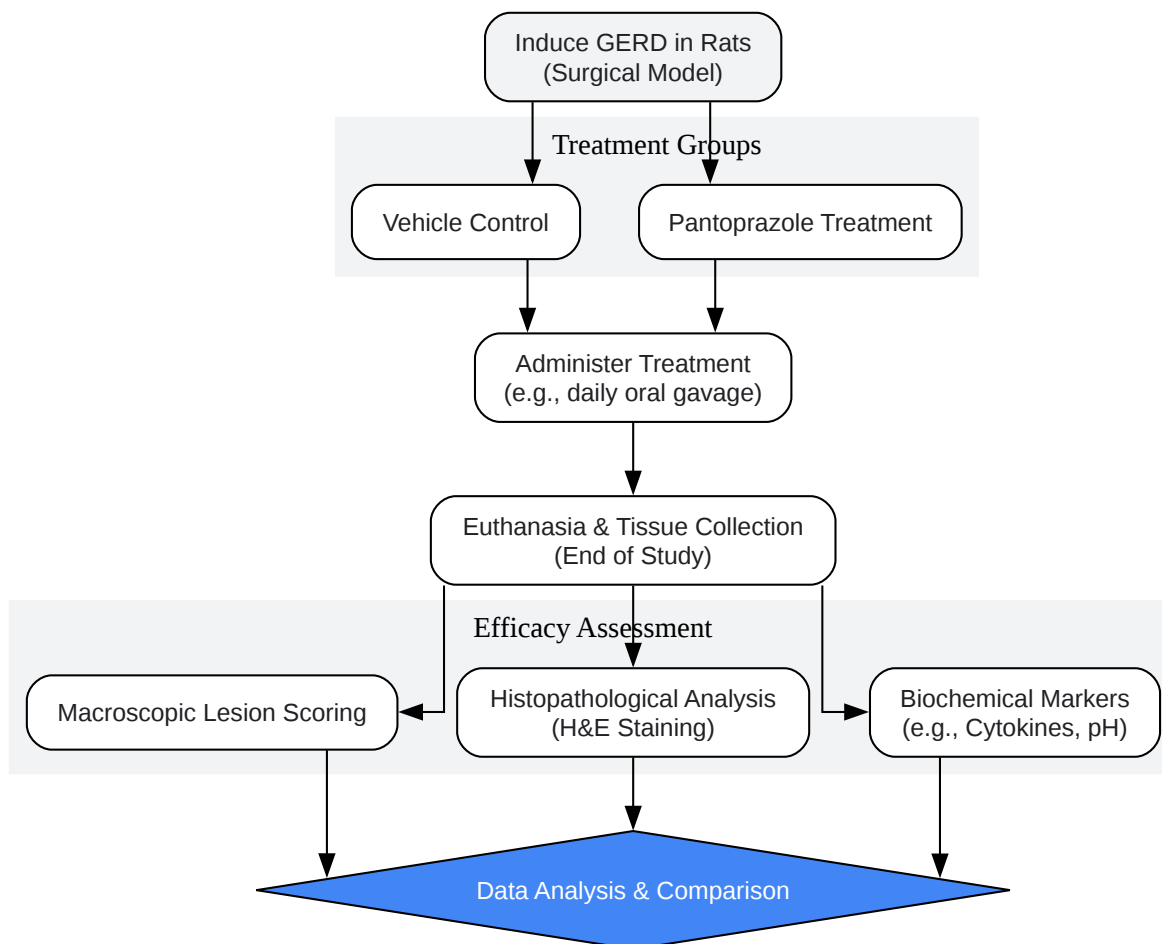 Induce GERD in Rats
(Surgical Model)
Treatment Groups
Vehicle Control
Pantoprazole Treatment
Administer Treatment
(e.g., daily oral gavage)
Euthanasia & Tissue Collection
(End of Study)
Efficacy Assessment
Macroscopic Lesion Scoring
Histopathological Analysis
(H&E Staining)
Biochemical Markers
(e.g., Cytokines, pH)
Data Analysis & Comparison